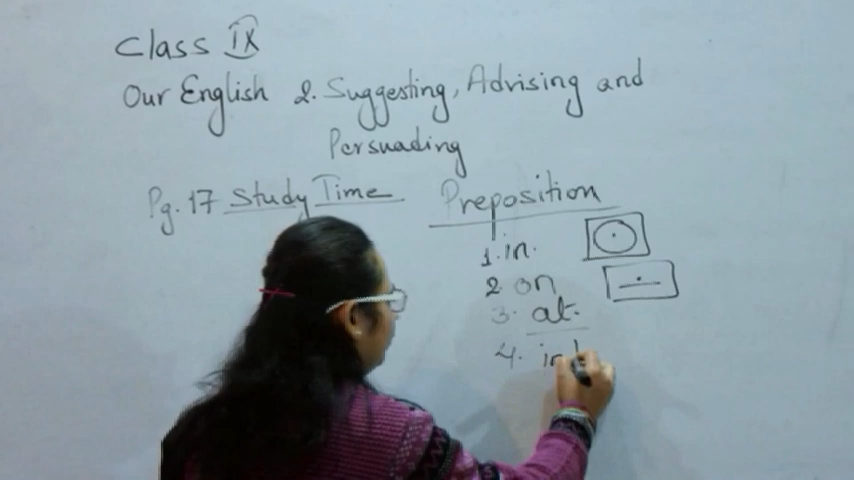 Class IX
Our English 2. Suggesting, Advising and
Persuading
Pg. 17 Study Time
Preposition
1. in.
2. on
3. at.
4.